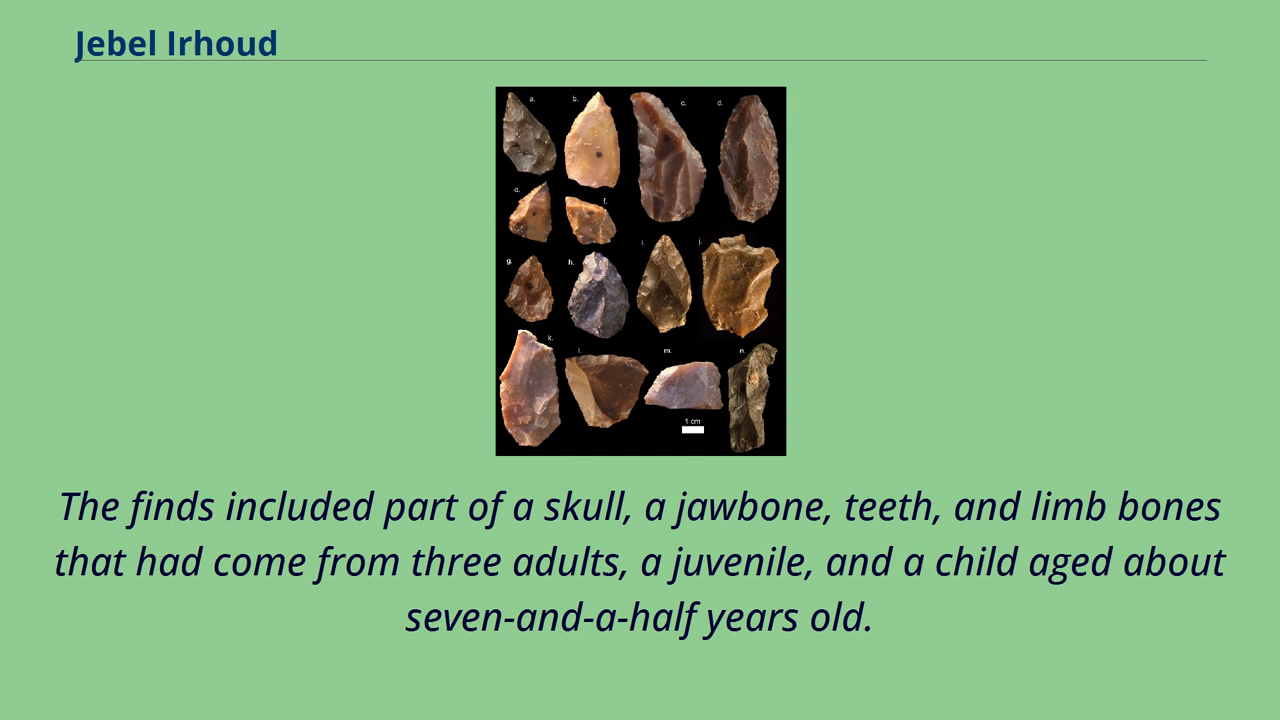 Jebel Irhoud
a. b. c. d.
e. f.
g. h. i. j.
k. l. m. n.
1 cm
The finds included part of a skull, a jawbone, teeth, and limb bones
that had come from three adults, a juvenile, and a child aged about
seven-and-a-half years old.